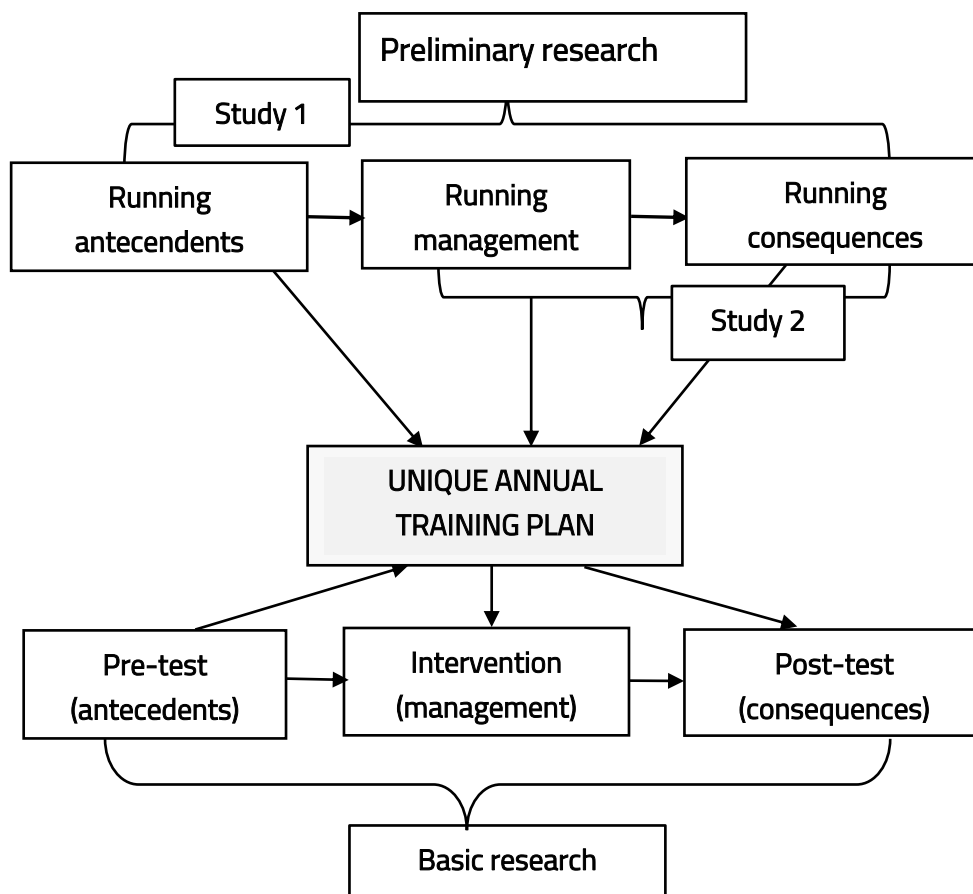 Preliminary research
Study 1
Running
antecendents
Running
management
Running
consequences
Study 2
UNIQUE ANNUAL
TRAINING PLAN
Pre-test
(antecedents)
Intervention
(management)
Post-test
(consequences)
Basic research